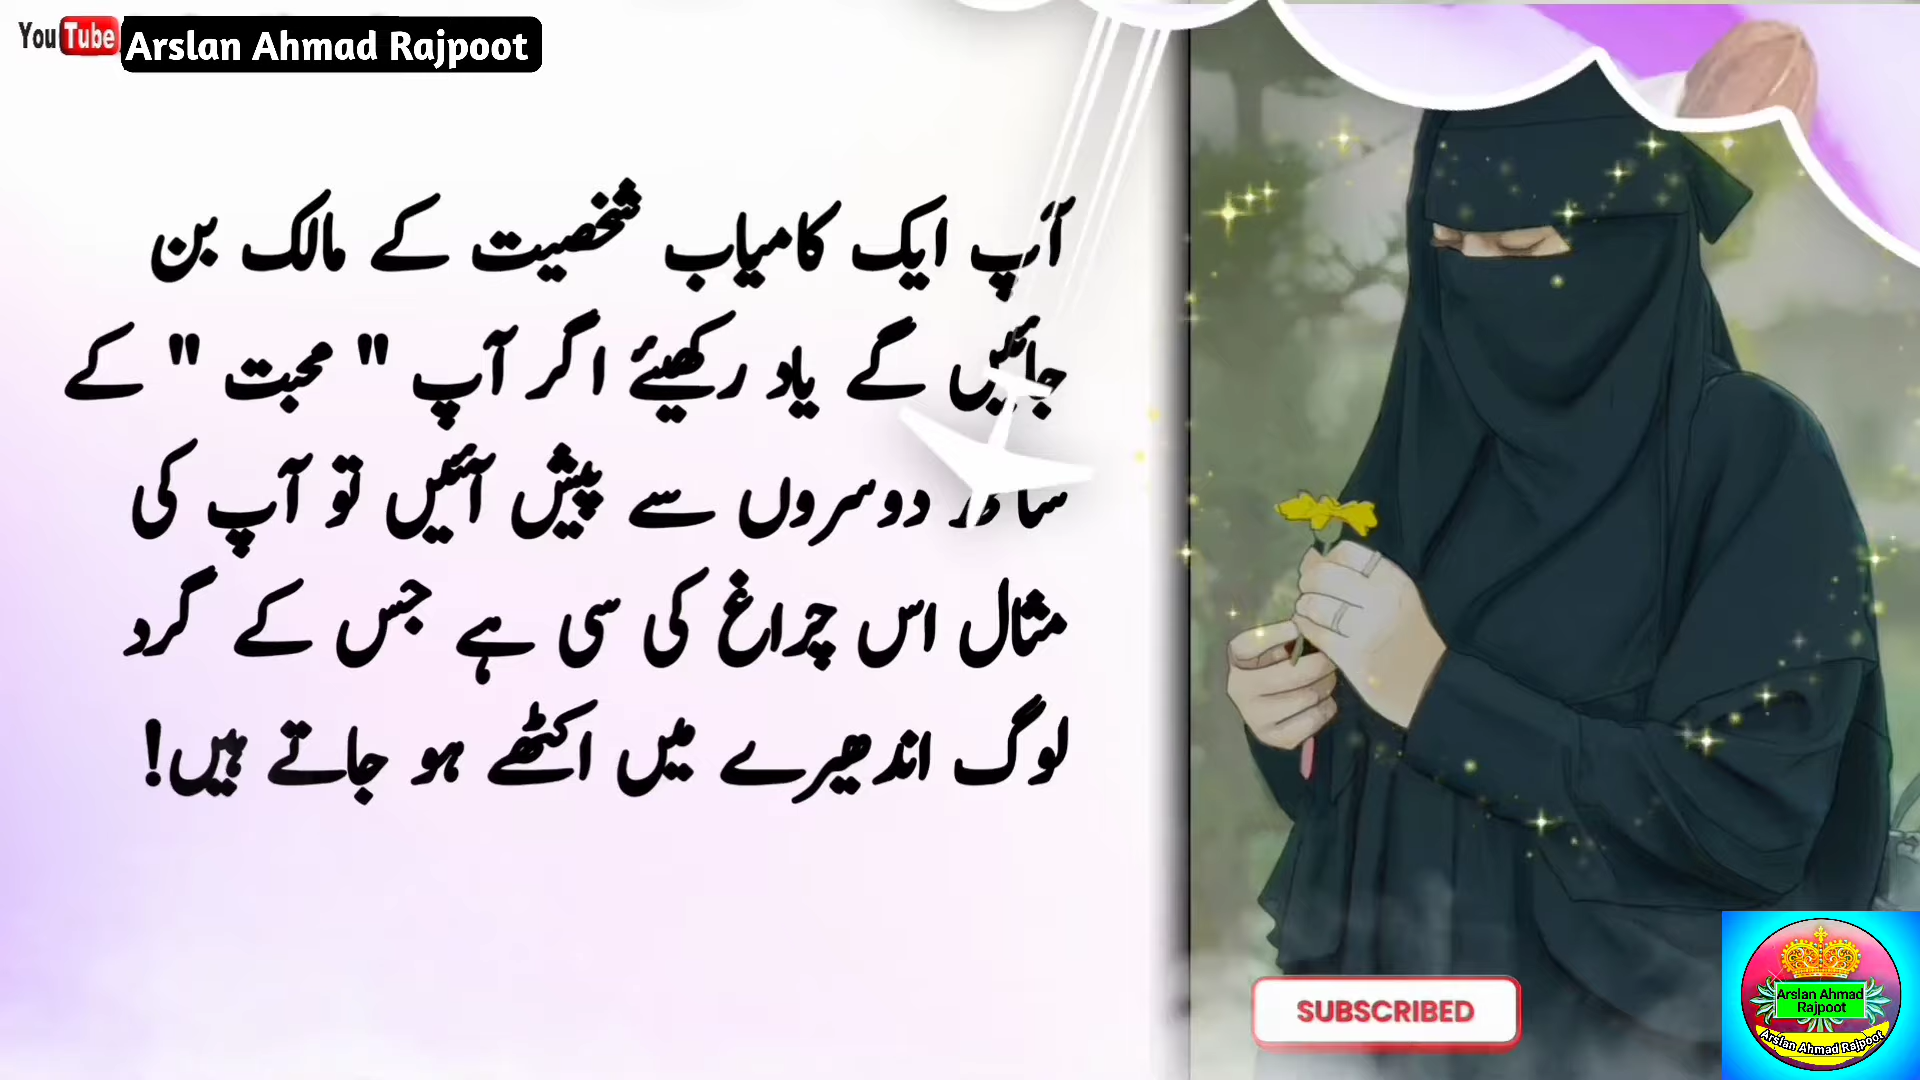 YouTube Arslan Ahmad Rajpoot
آپ ایک کامیاب شخصیت کے مالک بن
جائیں گے یاد رکھیئے اگر آپ " محبت " کے
دوسروں سے پیش آئیں تو آپ کی
مثال اس چراغ کی سی ہے جس کے گرد
لوگ اندھیرے میں اکٹھے ہو جاتے ہیں!
SUBSCRIBED
Arslan Ahmad
Rajpoot
Arslan Ahmad Rajpoot